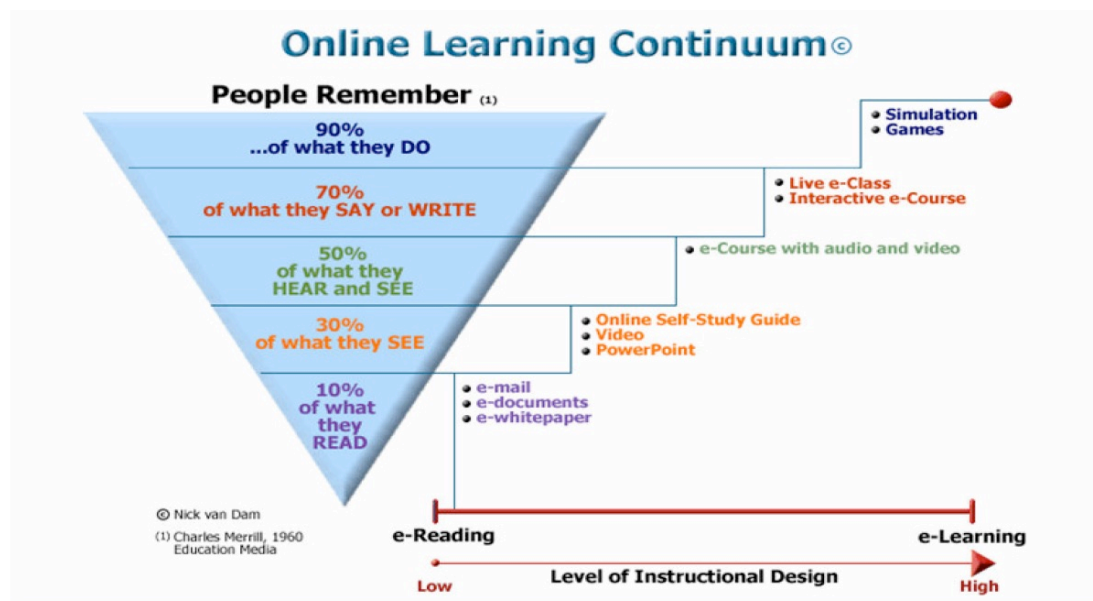 Online Learning Continuum©
People Remember (1)
90%
...of what they DO
70%
of what they SAY or WRITE
50%
of what they
HEAR and SEE
30%
of what they SEE
10%
of what
they
READ
Simulation
Games
Live e-Class
Interactive e-Course
e-Course with audio and video
Online Self-Study Guide
Video
PowerPoint
e-mail
e-documents
e-whitepaper
© Nick van Dam
(1) Charles Merrill, 1960
Education Media
e-Reading
e-Learning
Level of Instructional Design
Low
High